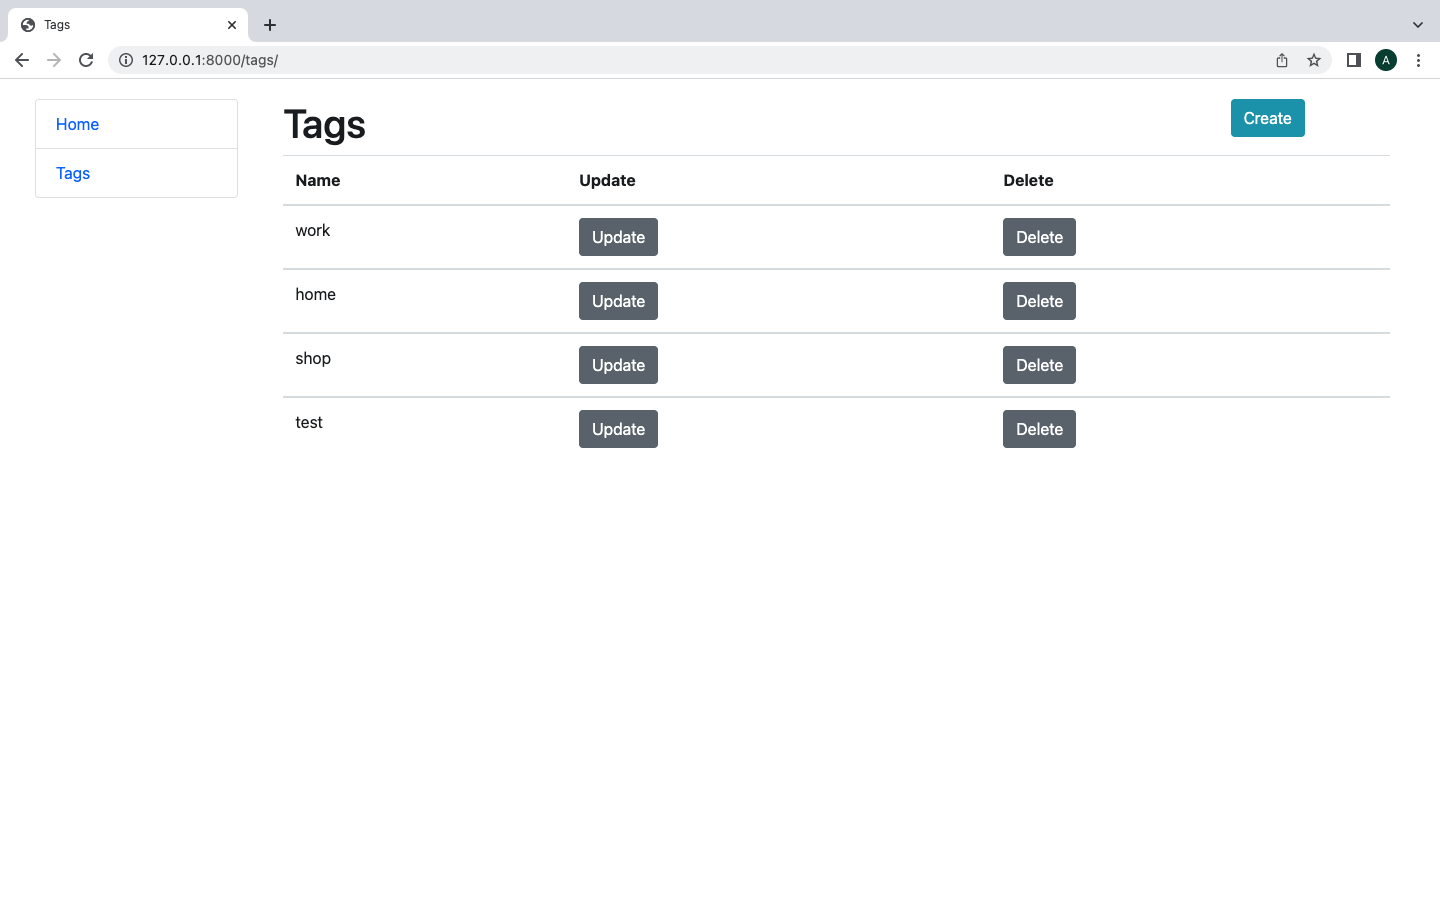 Tags
127.0.0.1:8000/tags/
A
Home
Tags
Tags
Create
Name Update Delete
work Update Delete
home Update Delete
shop Update Delete
test Update Delete